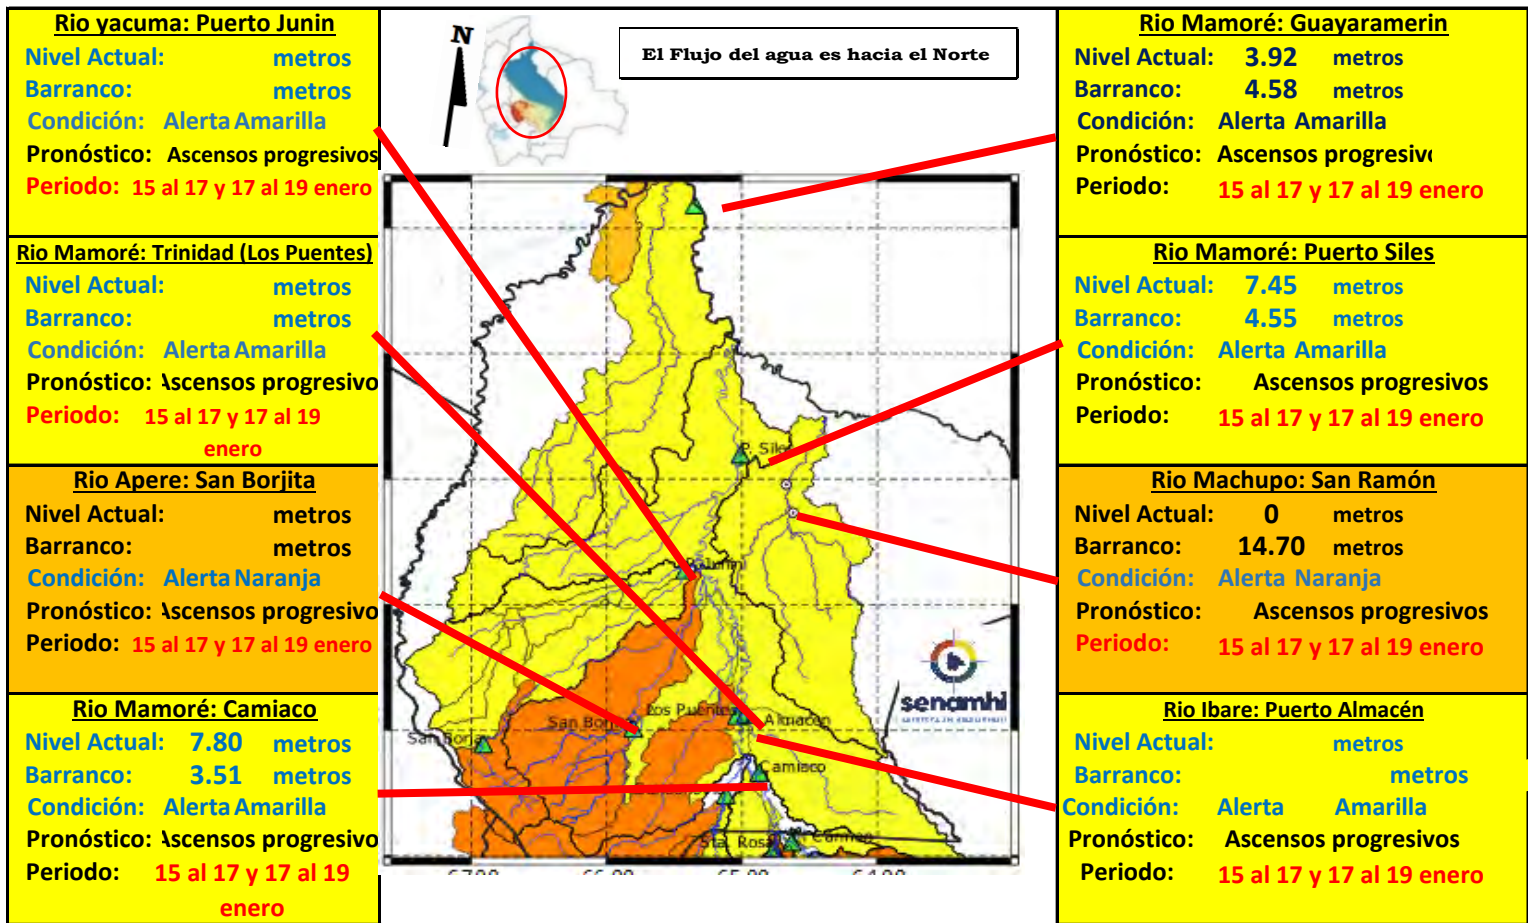 Rio yacuma: Puerto Junin
Nivel Actual: metros
Barranco: metros
Condición: Alerta Amarilla
Pronóstico: Ascensos progresivos
Periodo: 15 al 17 y 17 al 19 enero
Rio Mamoré: Trinidad (Los Puentes)
Nivel Actual: metros
Barranco: metros
Condición: Alerta Amarilla
Pronóstico: Ascensos progresivo
Periodo: 15 al 17 y 17 al 19
enero
Rio Apere: San Borjita
Nivel Actual: metros
Barranco: metros
Condición: Alerta Naranja
Pronóstico: Ascensos progresivo
Periodo: 15 al 17 y 17 al 19 enero
Rio Mamoré: Camiaco
Nivel Actual: 7.80 metros
Barranco: 3.51 metros
Condición: Alerta Amarilla
Pronóstico: Ascensos progresivo
Periodo: 15 al 17 y 17 al 19
enero
N
El Flujo del agua es hacia el Norte
P. Siles
P. Junin
Los Puentes
Almacén
San Borja
Camiaco
Sta. Rosa
senamhi
Rio Mamoré: Guayaramerin
Nivel Actual: 3.92 metros
Barranco: 4.58 metros
Condición: Alerta Amarilla
Pronóstico: Ascensos progresiv
Periodo: 15 al 17 y 17 al 19 enero
Rio Mamoré: Puerto Siles
Nivel Actual: 7.45 metros
Barranco: 4.55 metros
Condición: Alerta Amarilla
Pronóstico: Ascensos progresivos
Periodo: 15 al 17 y 17 al 19 enero
Rio Machupo: San Ramón
Nivel Actual: 0 metros
Barranco: 14.70 metros
Condición: Alerta Naranja
Pronóstico: Ascensos progresivos
Periodo: 15 al 17 y 17 al 19 enero
Rio Ibare: Puerto Almacén
Nivel Actual: metros
Barranco: metros
Condición: Alerta Amarilla
Pronóstico: Ascensos progresivos
Periodo: 15 al 17 y 17 al 19 enero